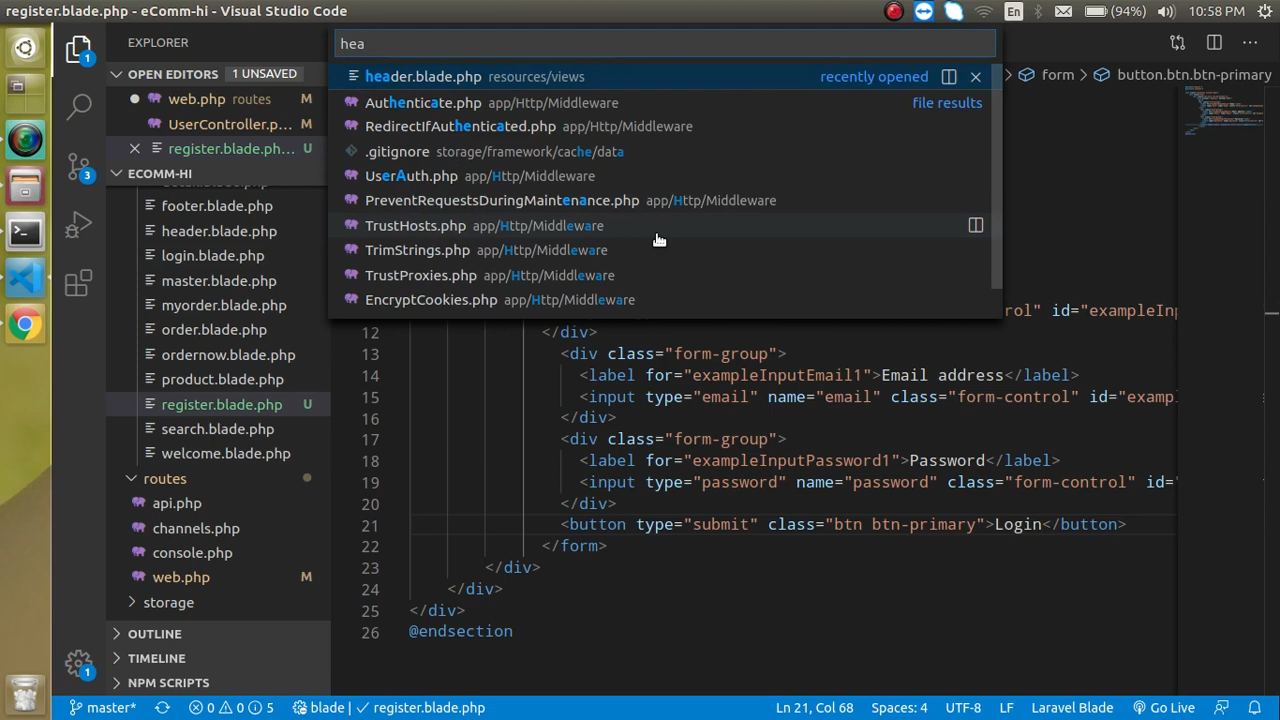 register.blade.php - eComm-hi - Visual Studio Code
En
(94%)
10:58 PM
EXPLORER
OPEN EDITORS 1 UNSAVED
web.php routes M
UserController.p... M
register.blade.ph... U
ECOMM-HI
footer.blade.php
header.blade.php
login.blade.php
master.blade.php
myorder.blade.php
order.blade.php
ordernow.blade.php
product.blade.php
register.blade.php U
search.blade.php
welcome.blade.php
routes
api.php
channels.php
console.php
web.php M
storage
OUTLINE
TIMELINE
NPM SCRIPTS
1
3
1
hea
header.blade.php resources/views recently opened
Authenticate.php app/Http/Middleware file results
RedirectIfAuthenticated.php app/Http/Middleware
.gitignore storage/framework/cache/data
UserAuth.php app/Http/Middleware
PreventRequestsDuringMaintenance.php app/Http/Middleware
TrustHosts.php app/Http/Middleware
TrimStrings.php app/Http/Middleware
TrustProxies.php app/Http/Middleware
EncryptCookies.php app/Http/Middleware
form button.btn.btn-primary
rol" id="exampleInp
12 </div>
13 <div class="form-group">
14 <label for="exampleInputEmail1">Email address</label>
15 <input type="email" name="email" class="form-control" id="examp
16 </div>
17 <div class="form-group">
18 <label for="exampleInputPassword1">Password</label>
19 <input type="password" name="password" class="form-control" id=
20 </div>
21 <button type="submit" class="btn btn-primary">Login</button>
22 </form>
23 </div>
24 </div>
25 </div>
26 @endsection
master* 0 0 5 blade register.blade.php Ln 21, Col 68 Spaces: 4 UTF-8 LF Laravel Blade Go Live